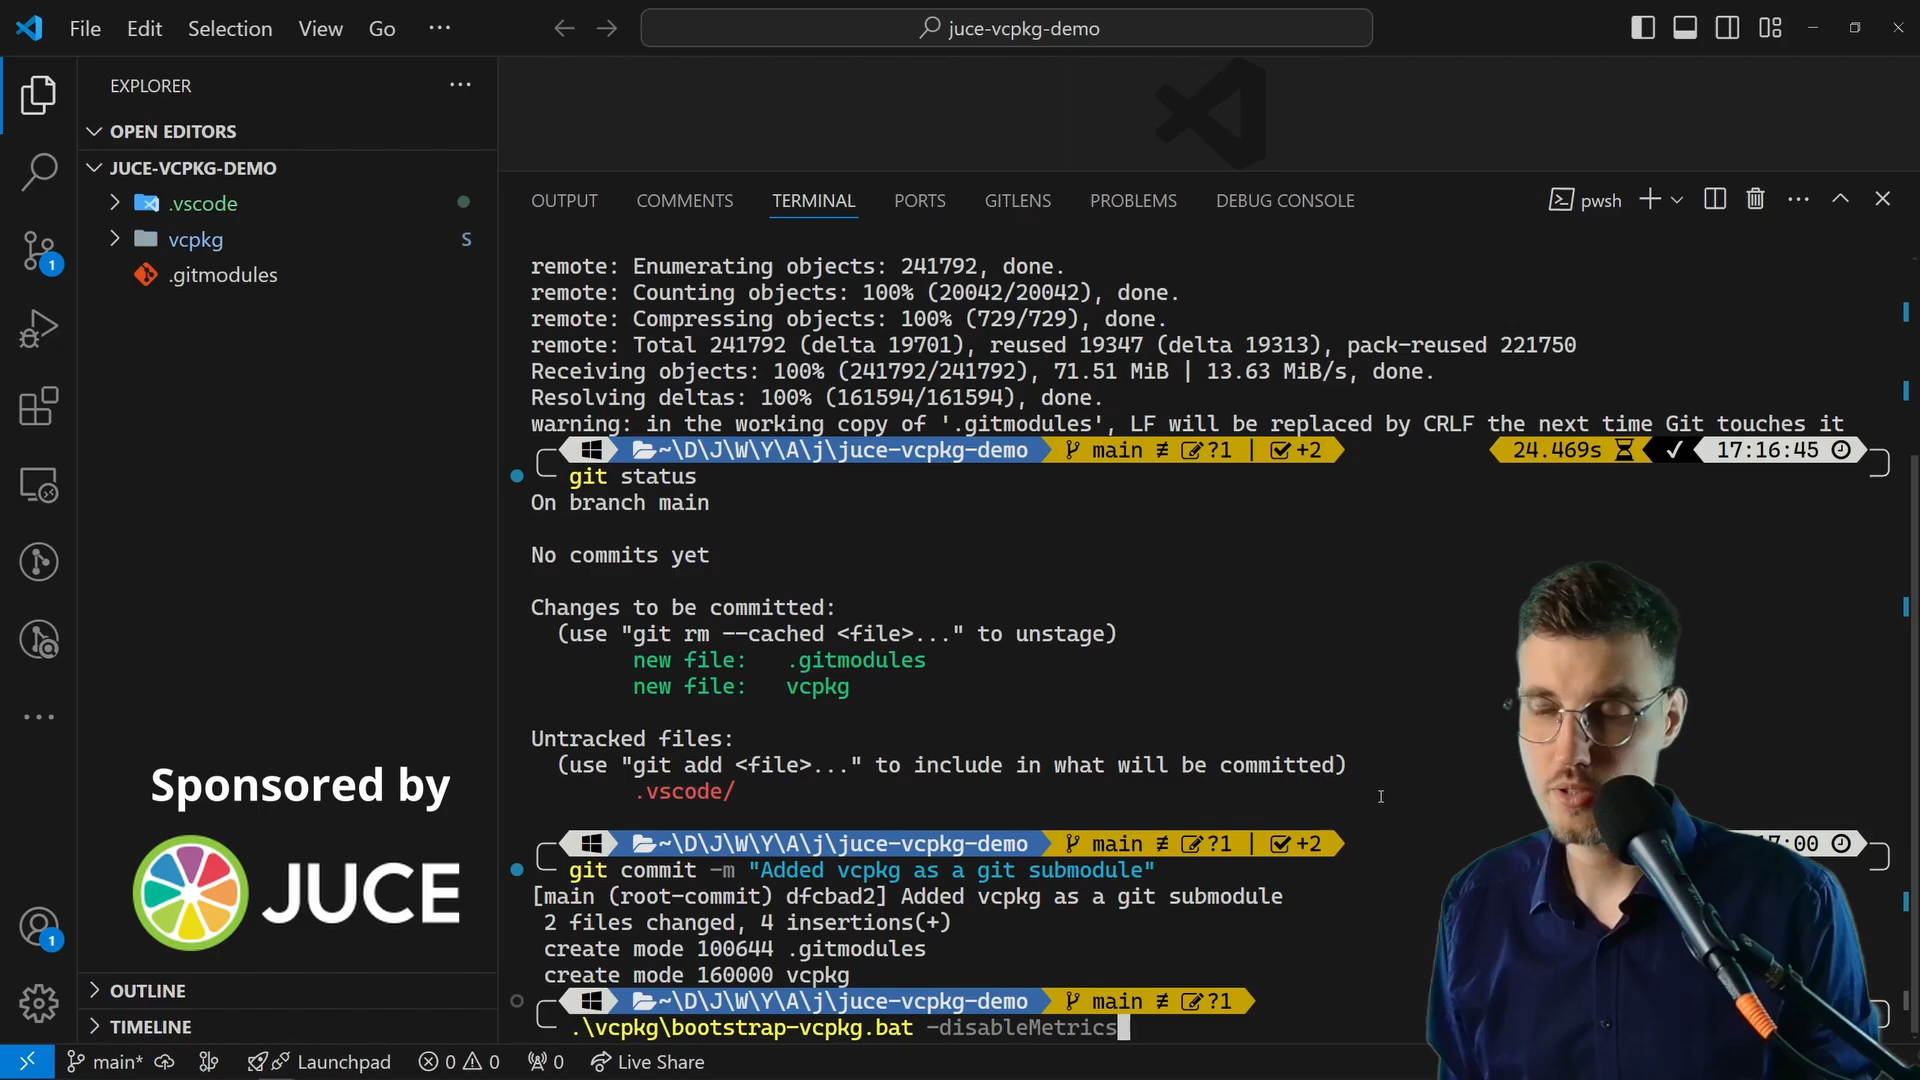 File Edit Selection View Go ··· juce-vcpkg-demo
EXPLORER
OPEN EDITORS
JUCE-VCPKG-DEMO
.vscode
vcpkg S
.gitmodules
1
1
OUTLINE
TIMELINE
OUTPUT COMMENTS TERMINAL PORTS GITLENS PROBLEMS DEBUG CONSOLE pwsh
remote: Enumerating objects: 241792, done.
remote: Counting objects: 100% (20042/20042), done.
remote: Compressing objects: 100% (729/729), done.
remote: Total 241792 (delta 19701), reused 19347 (delta 19313), pack-reused 221750
Receiving objects: 100% (241792/241792), 71.51 MiB | 13.63 MiB/s, done.
Resolving deltas: 100% (161594/161594), done.
warning: in the working copy of '.gitmodules', LF will be replaced by CRLF the next time Git touches it
~\D\J\W\Y\A\j\juce-vcpkg-demo main ≢ ?1 | +2 24.469s ✓ 17:16:45
git status
On branch main
No commits yet
Changes to be committed:
(use "git rm --cached <file>..." to unstage)
new file: .gitmodules
new file: vcpkg
Untracked files:
(use "git add <file>..." to include in what will be committed)
.vscode/
~\D\J\W\Y\A\j\juce-vcpkg-demo main ≢ ?1 | +2 7:00
git commit -m "Added vcpkg as a git submodule"
[main (root-commit) dfcbad2] Added vcpkg as a git submodule
2 files changed, 4 insertions(+)
create mode 100644 .gitmodules
create mode 160000 vcpkg
~\D\J\W\Y\A\j\juce-vcpkg-demo main ≢ ?1
.\vcpkg\bootstrap-vcpkg.bat -disableMetrics
Sponsored by
JUCE
main* Launchpad 0 0 0 Live Share